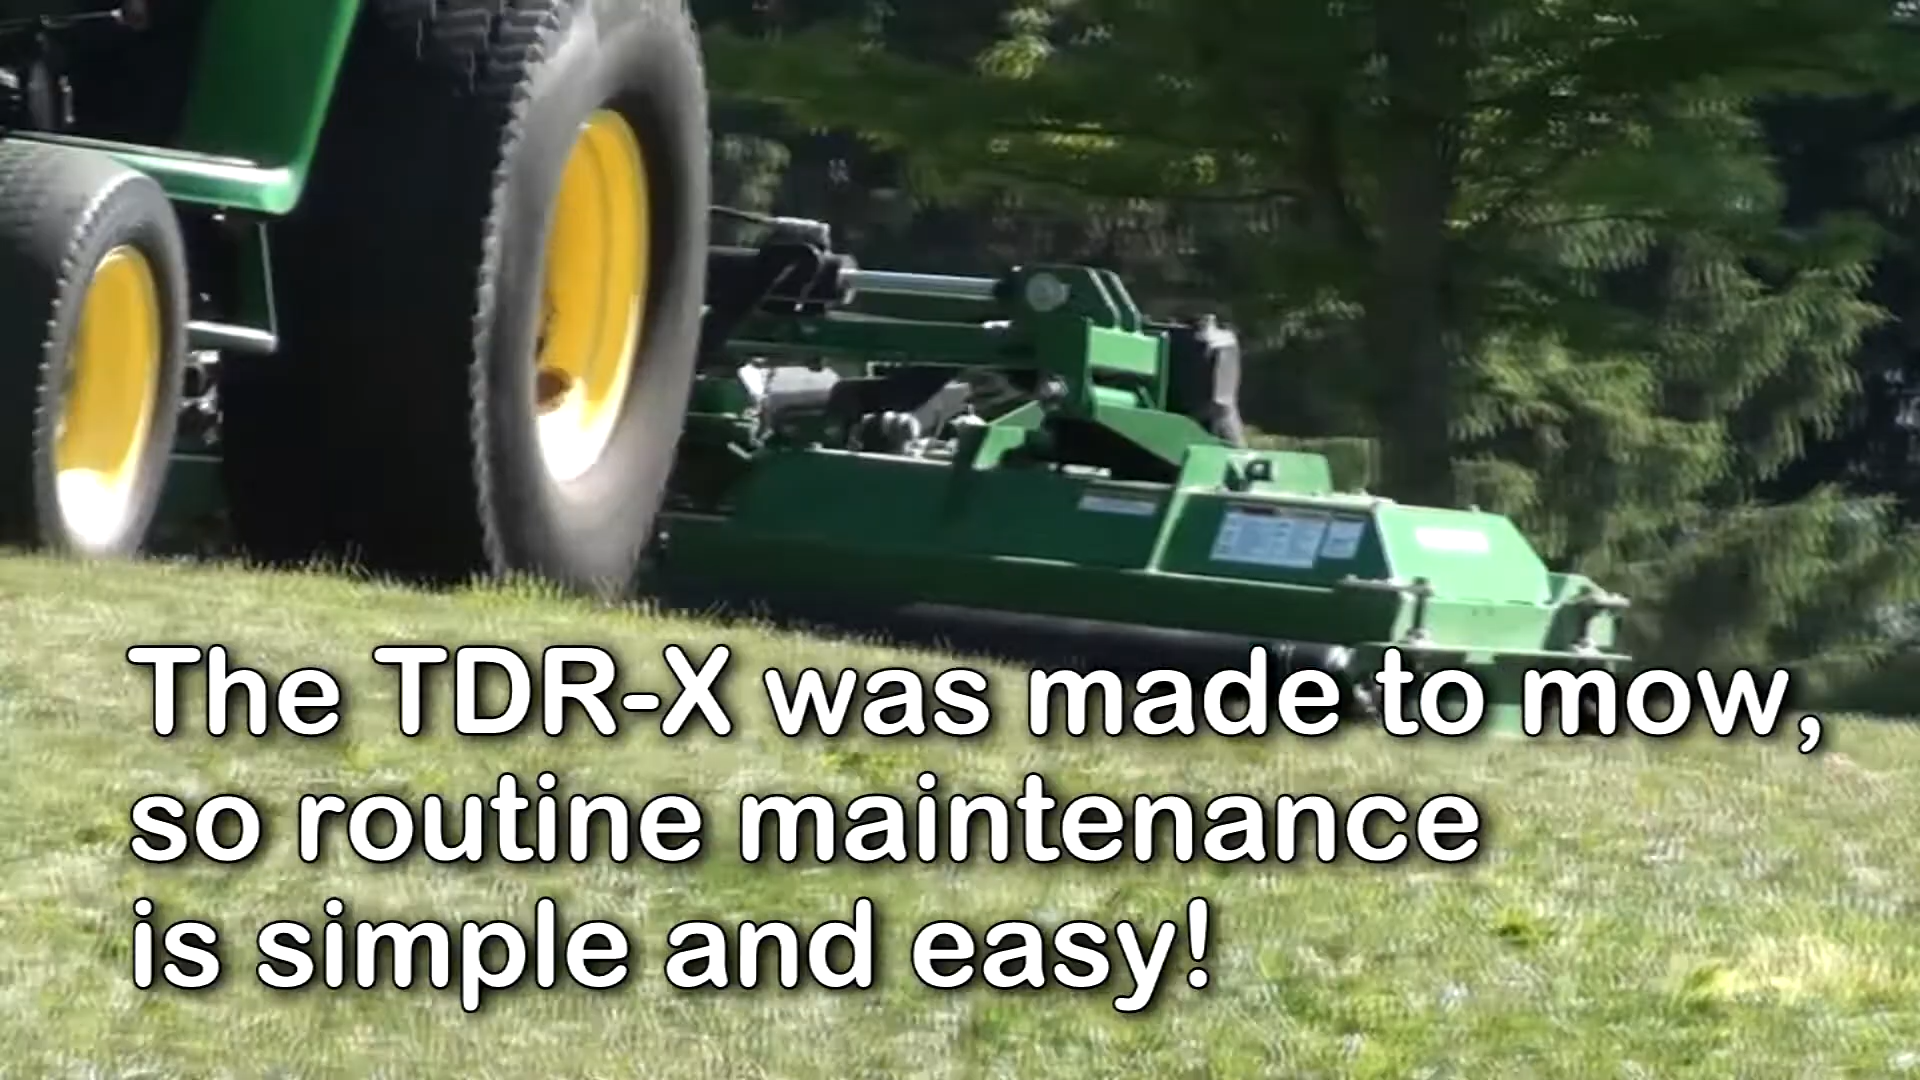 The TDR-X was made to mow,
so routine maintenance
is simple and easy!